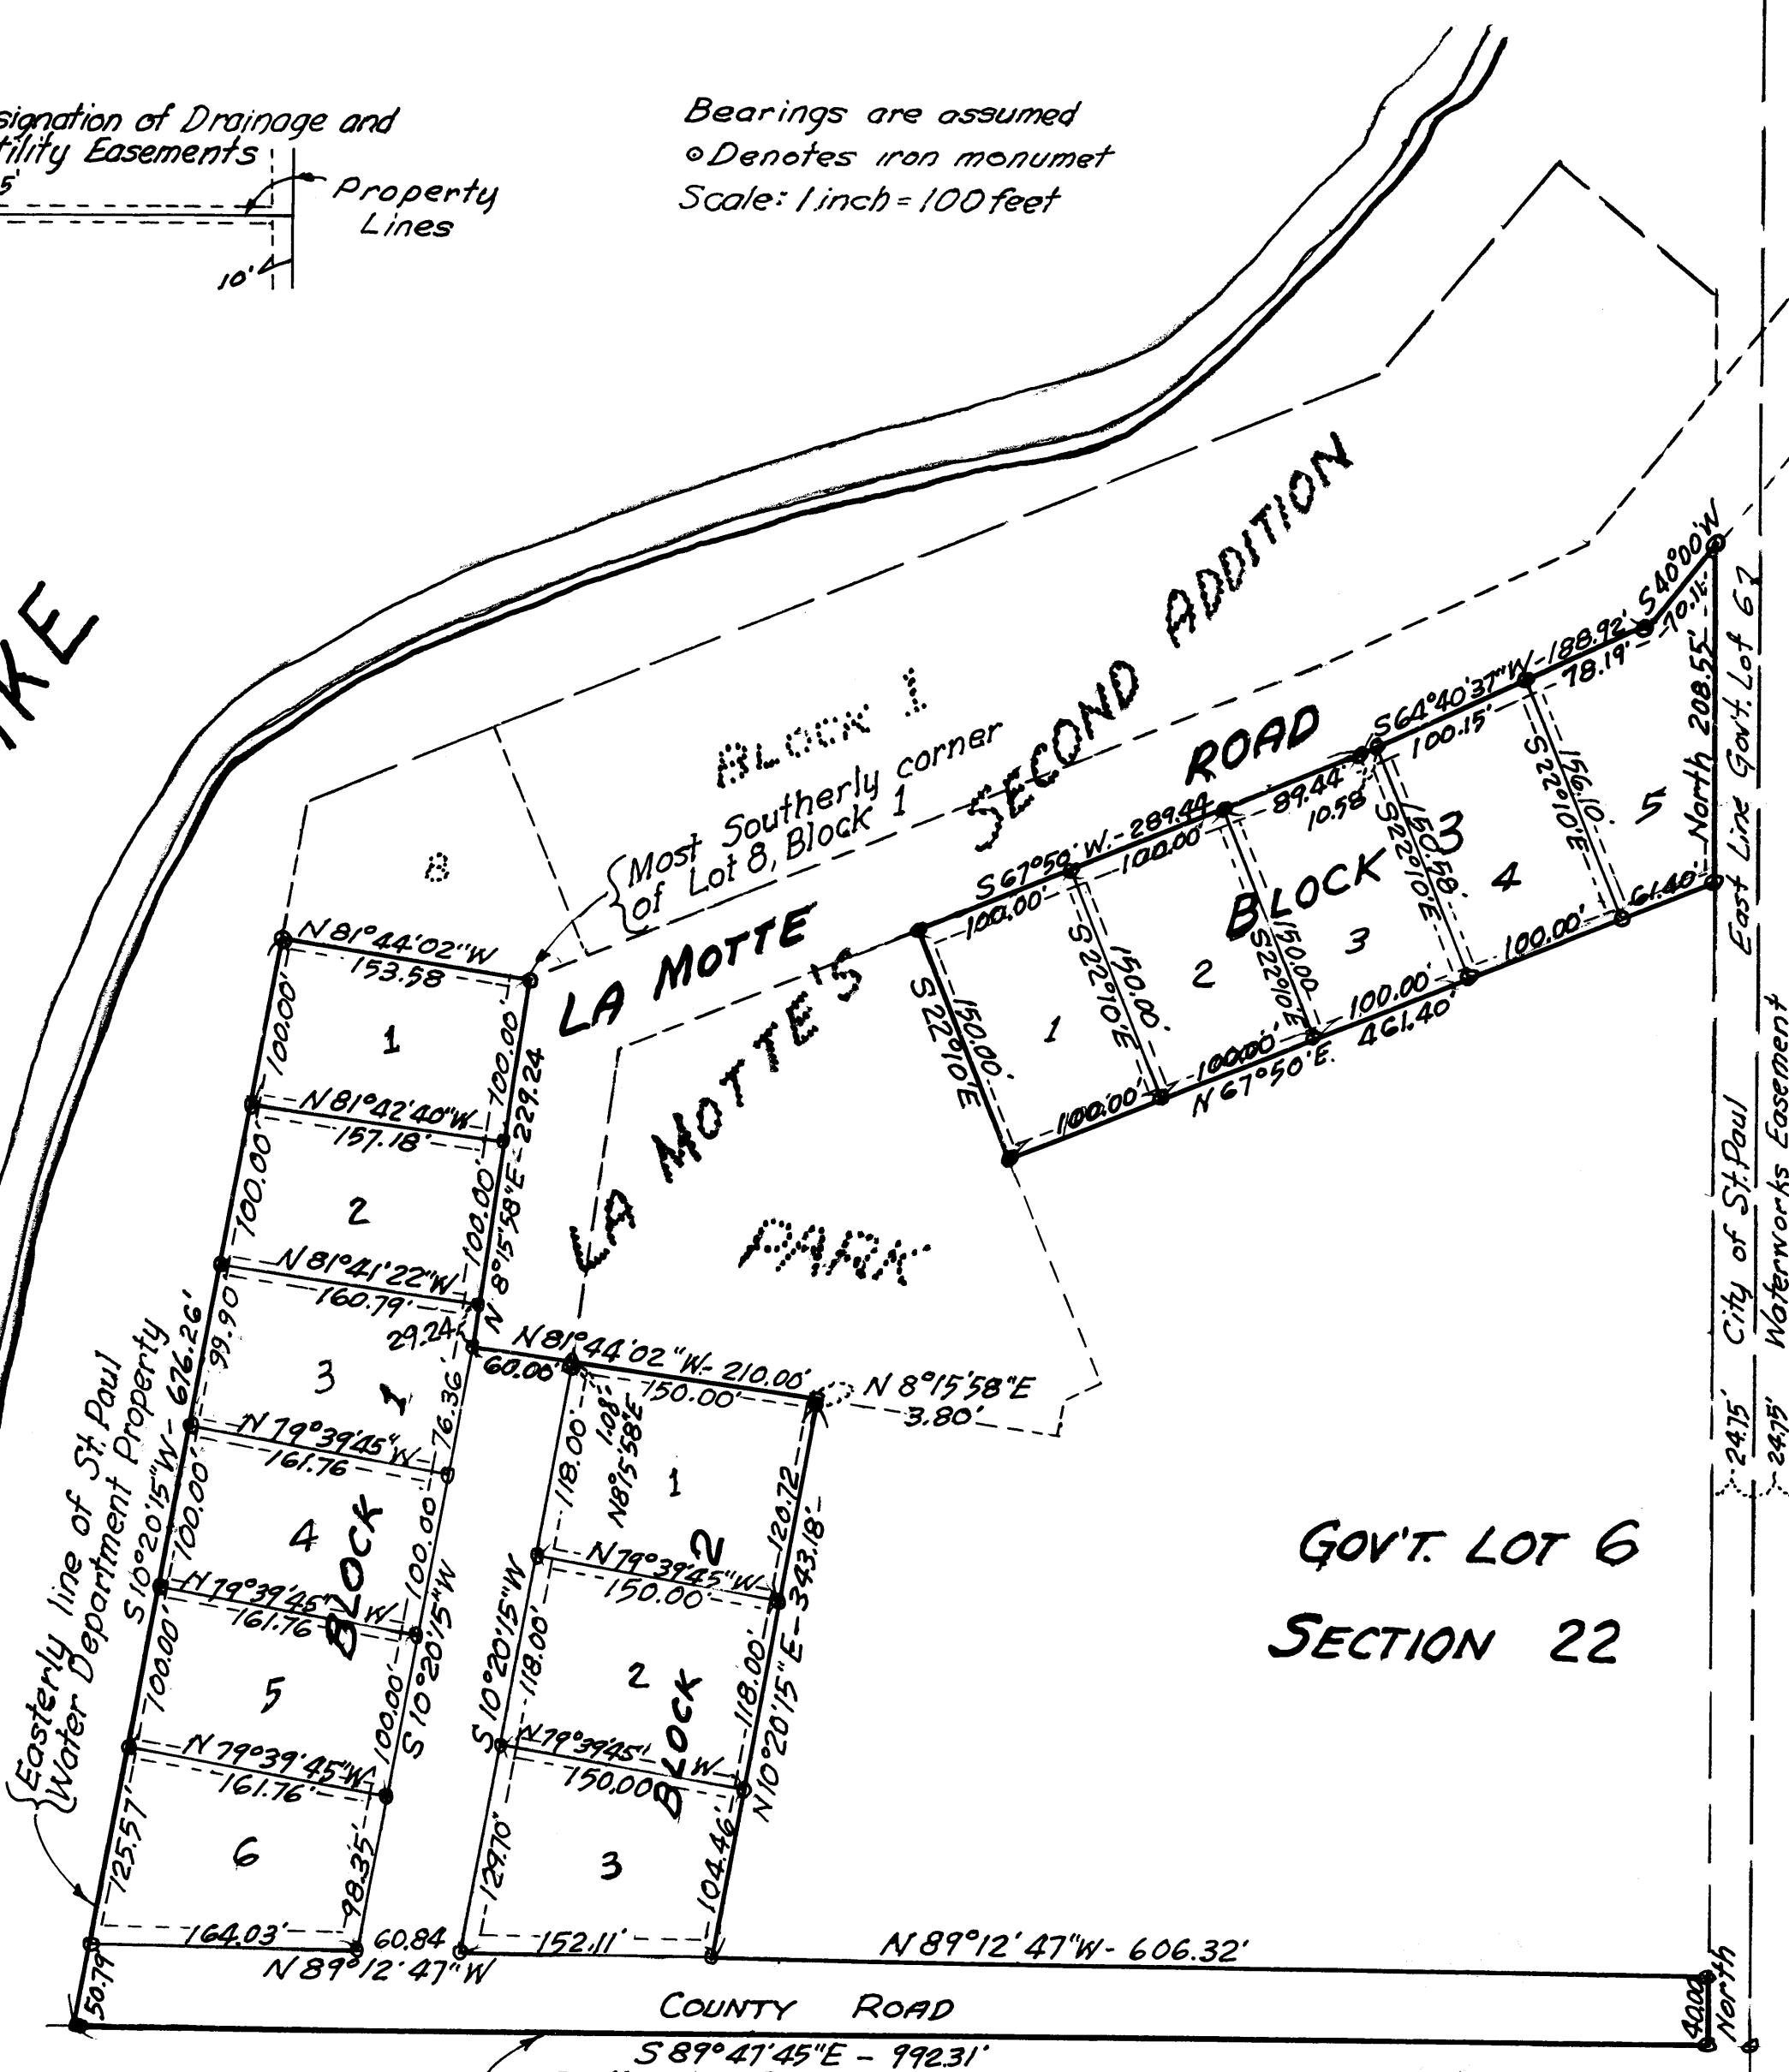 signation of Drainage and
tility Easements
5'
Property
Lines
10'
Bearings are assumed
Denotes iron monumet
Scale: 1 inch = 100 feet
KE
BLOCK 1
8
Most Southerly corner
of Lot 8, Block 1
LA MOTTE'S SECOND ADDITION
LA MOTTE ROAD
PARK
S 40°00' W
70.11
S 64°40'37" W - 188.92'
78.19'
100.15'
S 67°50' W. - 289.44
89.44'
10.58'
100.00'
100.00'
North 208.55'
East Line Govt. Lot 6
BLOCK 3
1
2
3
4
5
S 22°10'E
150.00'
S 22°10'E
150.00'
S 22°10'E
150.00
S 22°10'E
150.58'
S 22°10'E
156.10'
100.00'
100.00'
100.00'
100.00'
61.40
N 67°50' E. 461.40'
City of St. Paul
Waterworks Easement
24.75'
24.75'
N 81°44'02" W
153.58
100.00'
1
100.00'
N 81°42'40" W
157.18'
100.00'
2
100.00'
N 8°15'58" E - 229.24
N 81°41'22" W
160.79'
29.24
99.90
3
76.36'
N 79°39'45" W
161.76
100.00'
4
100.00'
N 79°39'45" W
161.76
100.00'
5
100.00'
N 79°39'45" W
161.76'
125.57'
6
98.35'
164.03'
BLOCK 1
S 10°20'15" W
S 10°20'15" W - 676.26'
Easterly line of St. Paul
Water Department Property
50.79'
N 81°44'02" W - 210.00'
60.00'
150.00'
N 8°15'58" E
3.80'
1.08'
N 8°15'58" E
118.00'
1
120.72
N 79°39'45" W
150.00'
118.00'
2
118.00'
S 10°20'15" W
N 10°20'15" E - 343.18'
N 79°39'45" W
150.00
129.70'
3
104.46'
BLOCK 2
60.84
152.11'
N 89°12'47" W
N 89°12'47" W - 606.32'
GOV'T. LOT 6
SECTION 22
COUNTY ROAD
40.00
North
S 89°47'45" E - 992.31'